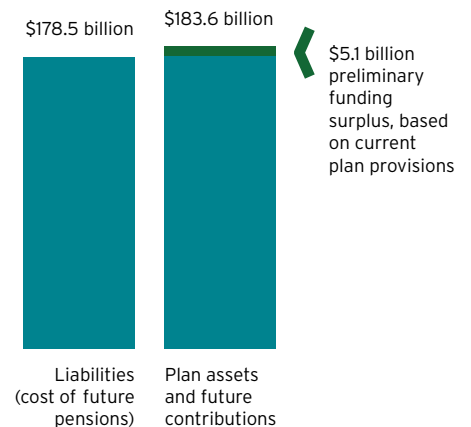 $178.5 billion
$183.6 billion
$5.1 billion
preliminary
funding
surplus, based
on current
plan provisions
Liabilities
(cost of future
pensions)
Plan assets
and future
contributions